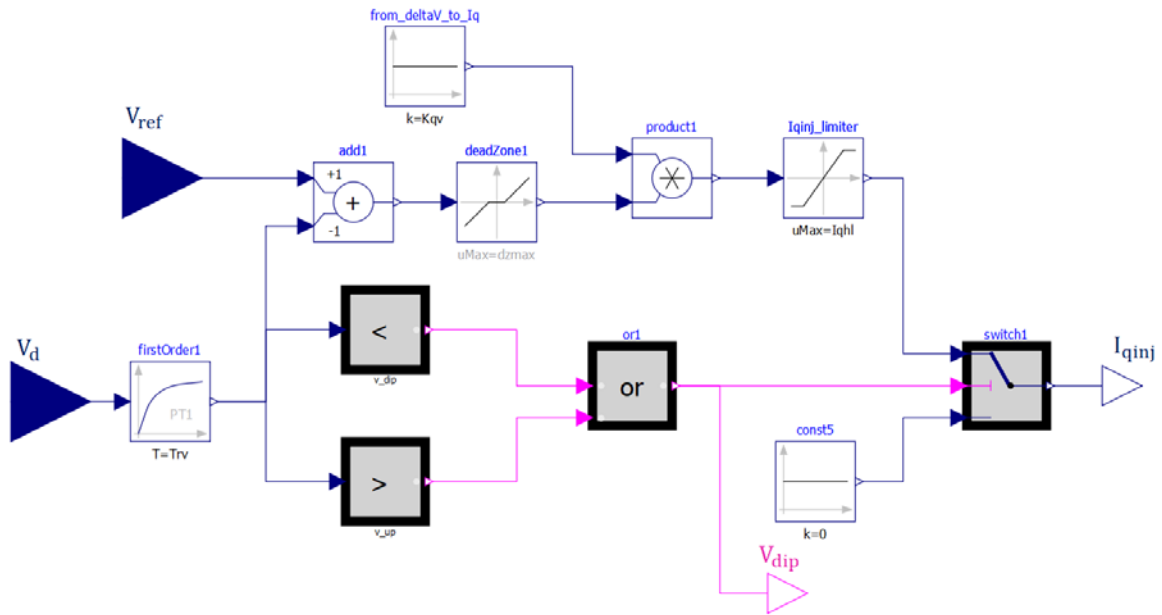 from_deltaV_to_Iq
k=Kqv
Vref
add1
+1
+
-1
deadZone1
uMax=dzmax
product1
Iqinj_limiter
uMax=Iqhl
Vd
firstOrder1
PT1
T=Trv
<
v_dip
>
v_up
or1
or
switch1
Iqinj
const5
k=0
Vdip